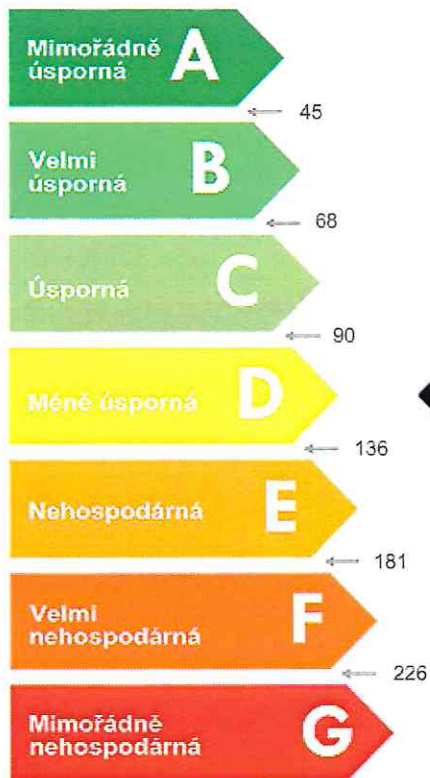 Mimořádně
úsporná A
45
Velmi
úsporná B
68
Úsporná C
90
Méně úsporná D
136
Nehospodárná E
181
Velmi
nehospodárná F
226
Mimořádně
nehospodárná G